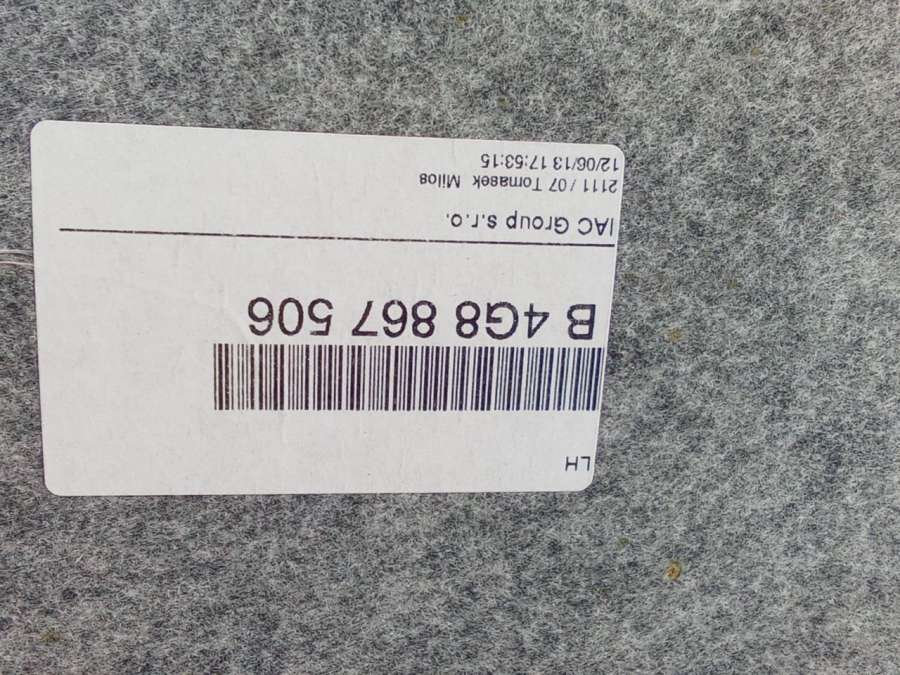 LH
B 4G8 867 506
IAC Group s.r.o.
2111 / 07 Tomasek Milos
12/06/13 17:53:15